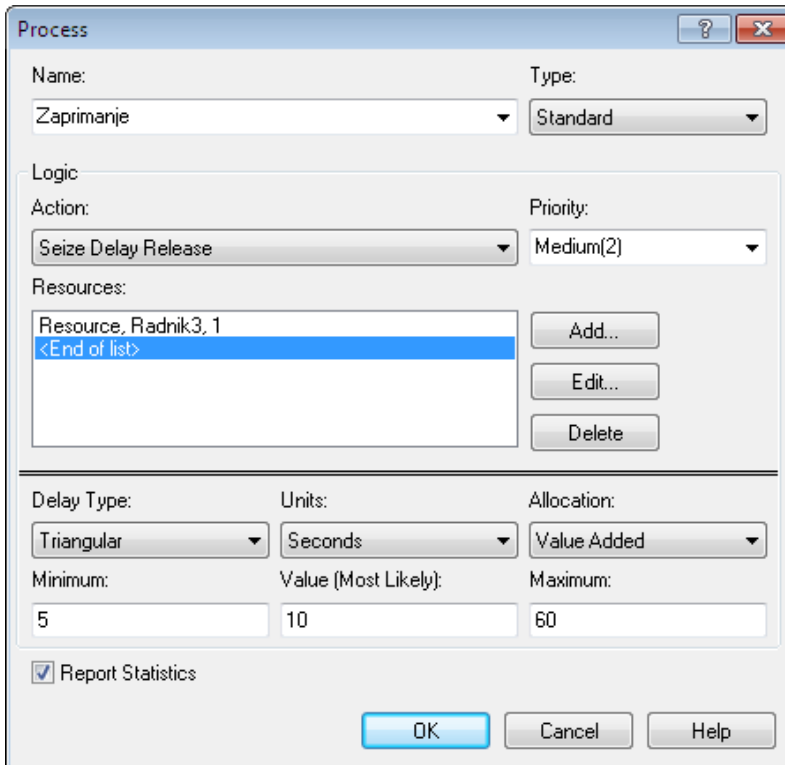 Process
Name: Type:
Zaprimanje Standard
Logic
Action: Priority:
Seize Delay Release Medium(2)
Resources:
Resource, Radnik3, 1
<End of list>
Add...
Edit...
Delete
Delay Type: Units: Allocation:
Triangular Seconds Value Added
Minimum: Value (Most Likely): Maximum:
5 10 60
Report Statistics
OK Cancel Help